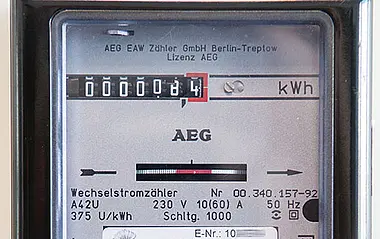 AEG EAW Zähler GmbH Berlin-Treptow
Lizenz AEG
0000084 kWh
AEG
Wechselstromzähler Nr 00.340.157-92
A42U 230 V 10(60) A 50 Hz
375 U/kWh Schltg. 1000
E-Nr.: 10